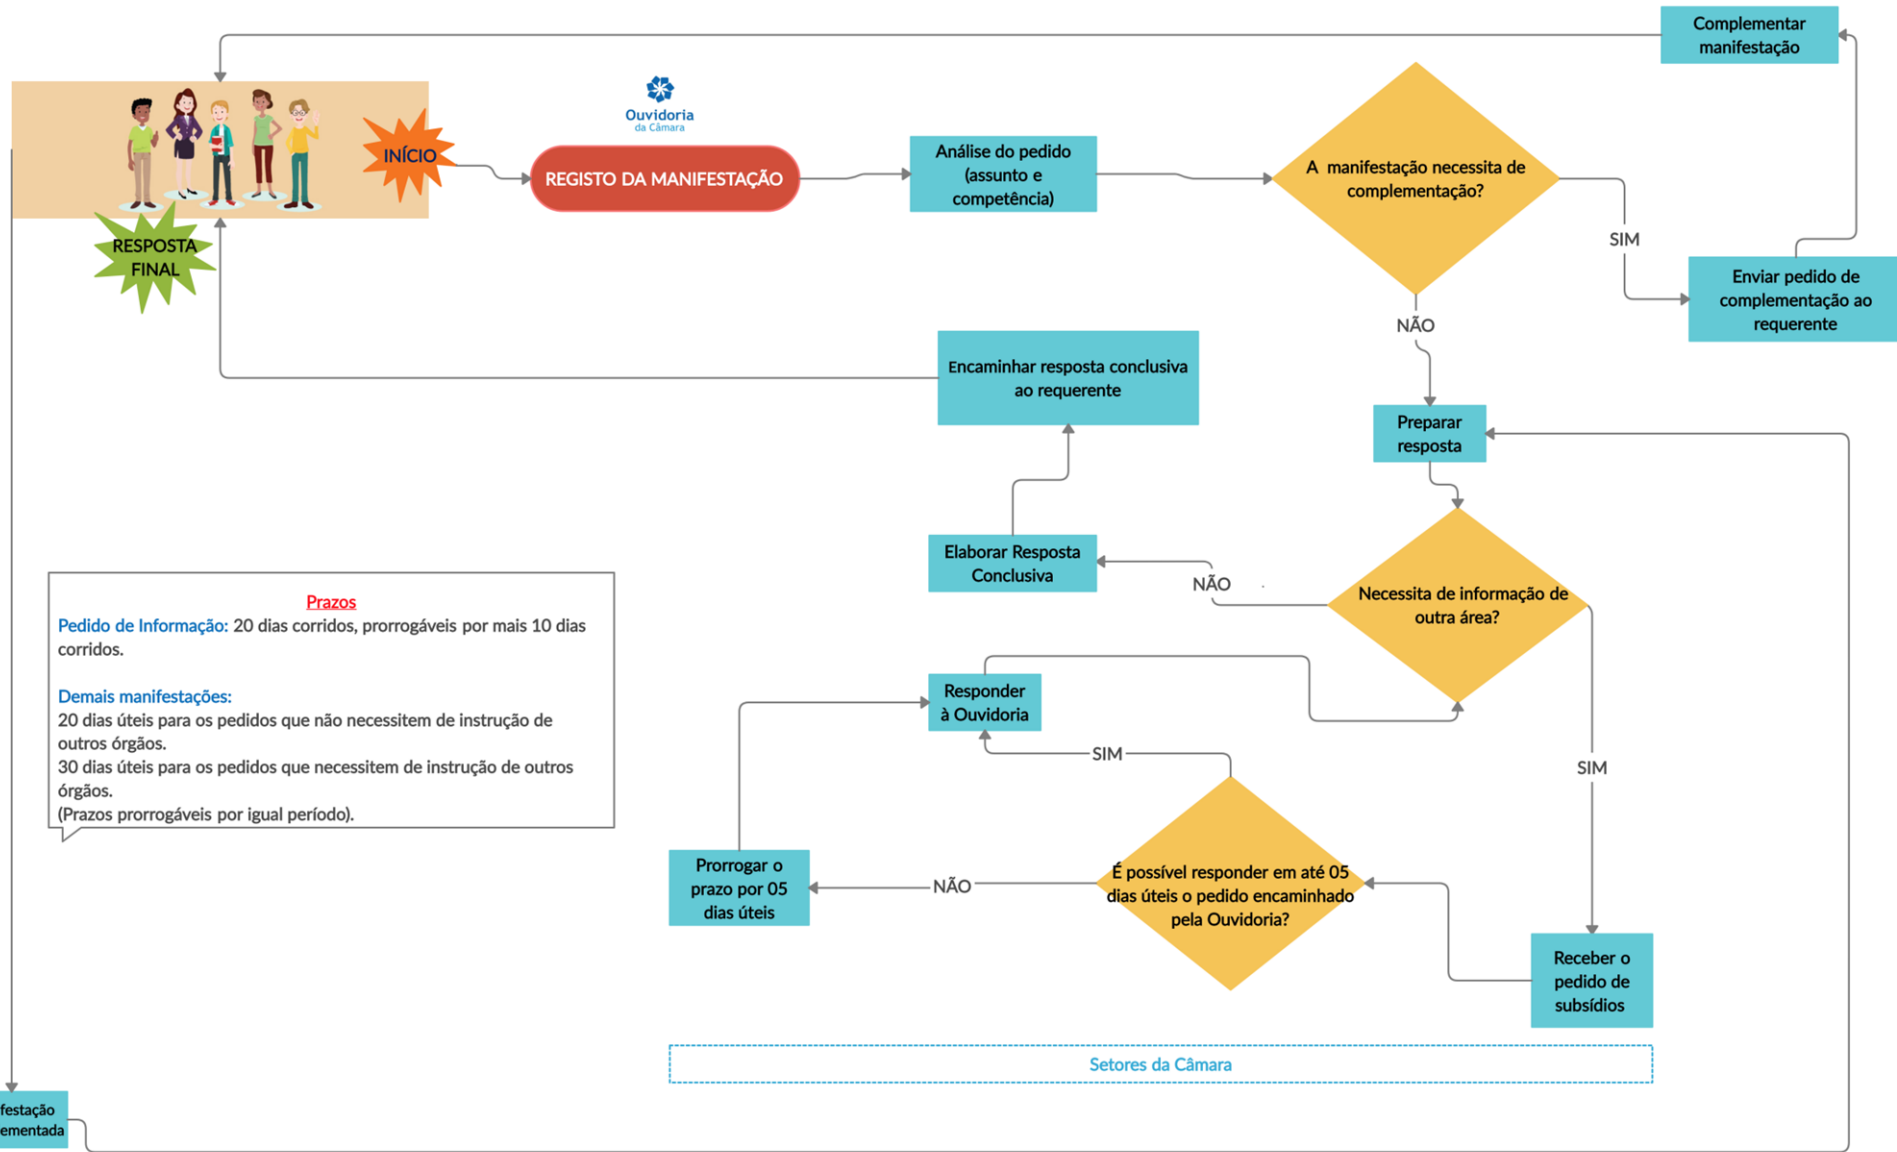 Complementar
manifestação
Ouvidoria
da Câmara
INÍCIO
REGISTO DA MANIFESTAÇÃO
Análise do pedido
(assunto e
competência)
A manifestação necessita de
complementação?
SIM
RESPOSTA
FINAL
Enviar pedido de
complementação ao
requerente
NÃO
Encaminhar resposta conclusiva
ao requerente
Preparar
resposta
Elaborar Resposta
Conclusiva
NÃO
Necessita de informação de
outra área?
Prazos
Pedido de Informação: 20 dias corridos, prorrogáveis por mais 10 dias
corridos.
Demais manifestações:
20 dias úteis para os pedidos que não necessitem de instrução de
outros órgãos.
30 dias úteis para os pedidos que necessitem de instrução de outros
órgãos.
(Prazos prorrogáveis por igual período).
Responder
à Ouvidoria
SIM
SIM
Prorrogar o
prazo por 05
dias úteis
NÃO
É possível responder em até 05
dias úteis o pedido encaminhado
pela Ouvidoria?
Receber o
pedido de
subsídios
Setores da Câmara
festação
ementada